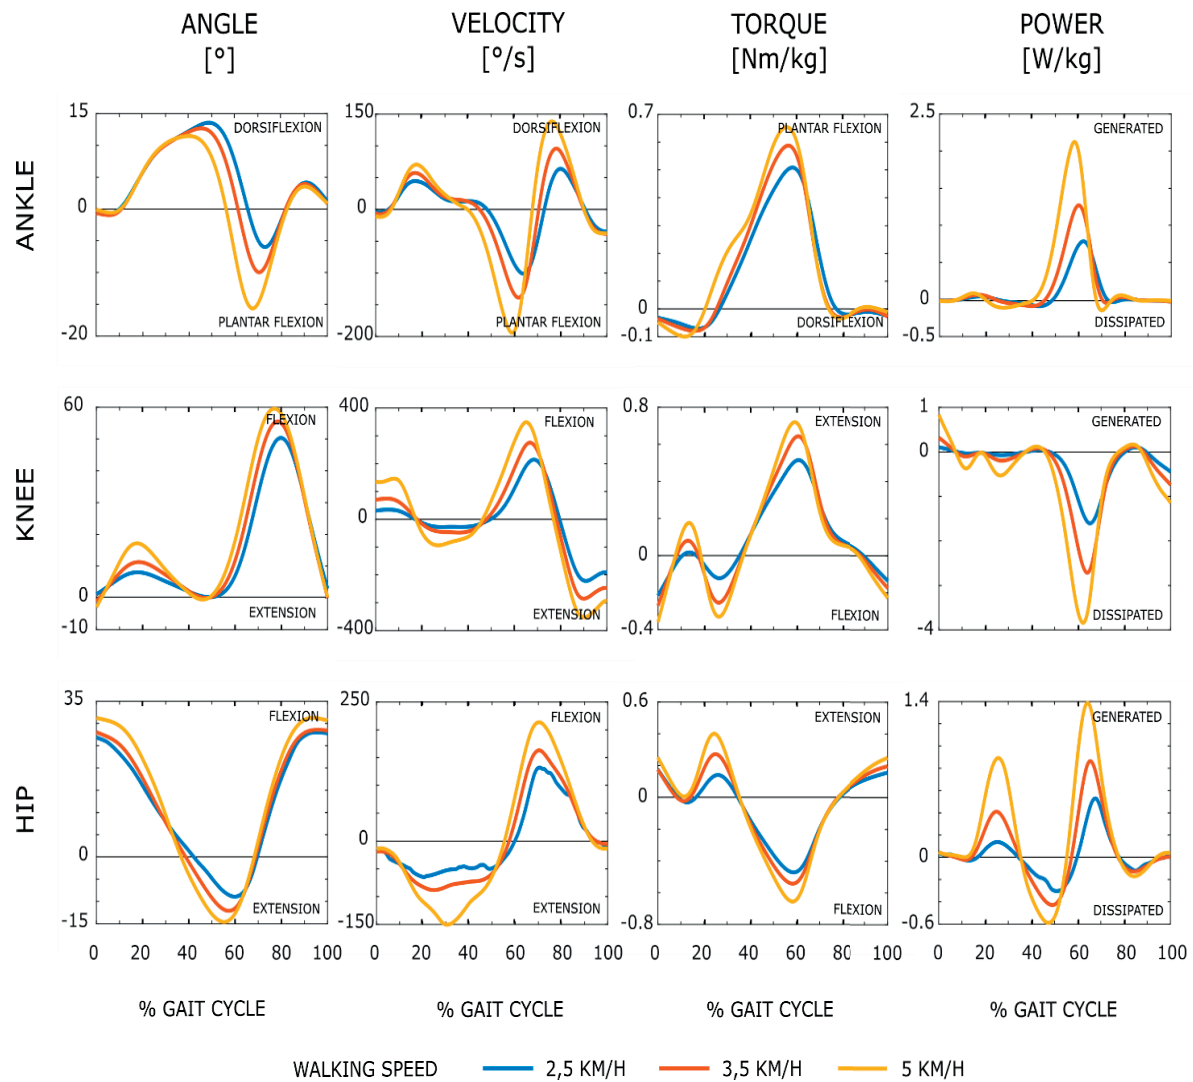 ANGLE VELOCITY TORQUE POWER
[°] [°/s] [Nm/kg] [W/kg]
ANKLE
15 DORSIFLEXION 150 DORSIFLEXION 0.7 PLANTAR FLEXION 2.5 GENERATED
0 0 0 0
-20 PLANTAR FLEXION -200 PLANTAR FLEXION -0.1 DORSIFLEXION -0.5 DISSIPATED
KNEE
60 FLEXION 400 FLEXION 0.8 EXTENSION 1 GENERATED
0 0 0 0
-10 EXTENSION -400 EXTENSION -0.4 FLEXION -4 DISSIPATED
HIP
35 FLEXION 250 FLEXION 0.6 EXTENSION 1.4 GENERATED
0 0 0 0
-15 EXTENSION -150 EXTENSION -0.8 FLEXION -0.6 DISSIPATED
0 20 40 60 80 100 0 20 40 60 80 100 0 20 40 60 80 100 0 20 40 60 80 100
% GAIT CYCLE % GAIT CYCLE % GAIT CYCLE % GAIT CYCLE
WALKING SPEED 2,5 KM/H 3,5 KM/H 5 KM/H